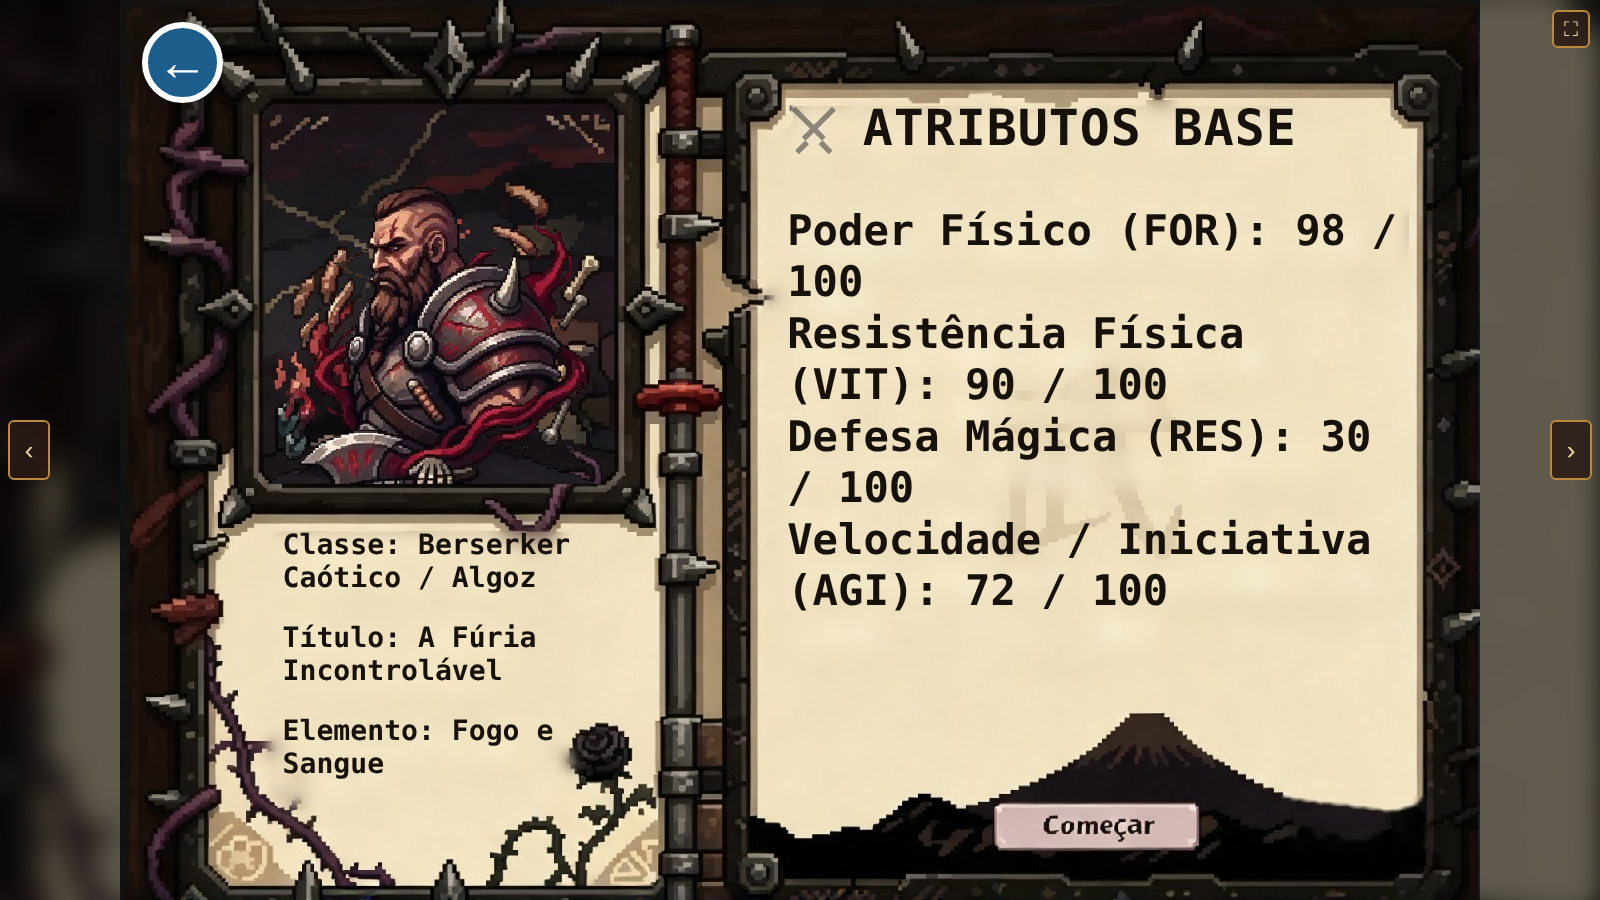 ATRIBUTOS BASE
Poder Físico (FOR): 98 /
100
Resistência Física
(VIT): 90 / 100
Defesa Mágica (RES): 30
/ 100
Velocidade / Iniciativa
(AGI): 72 / 100
Classe: Berserker
Caótico / Algoz
Título: A Fúria
Incontrolável
Elemento: Fogo e
Sangue
Começar